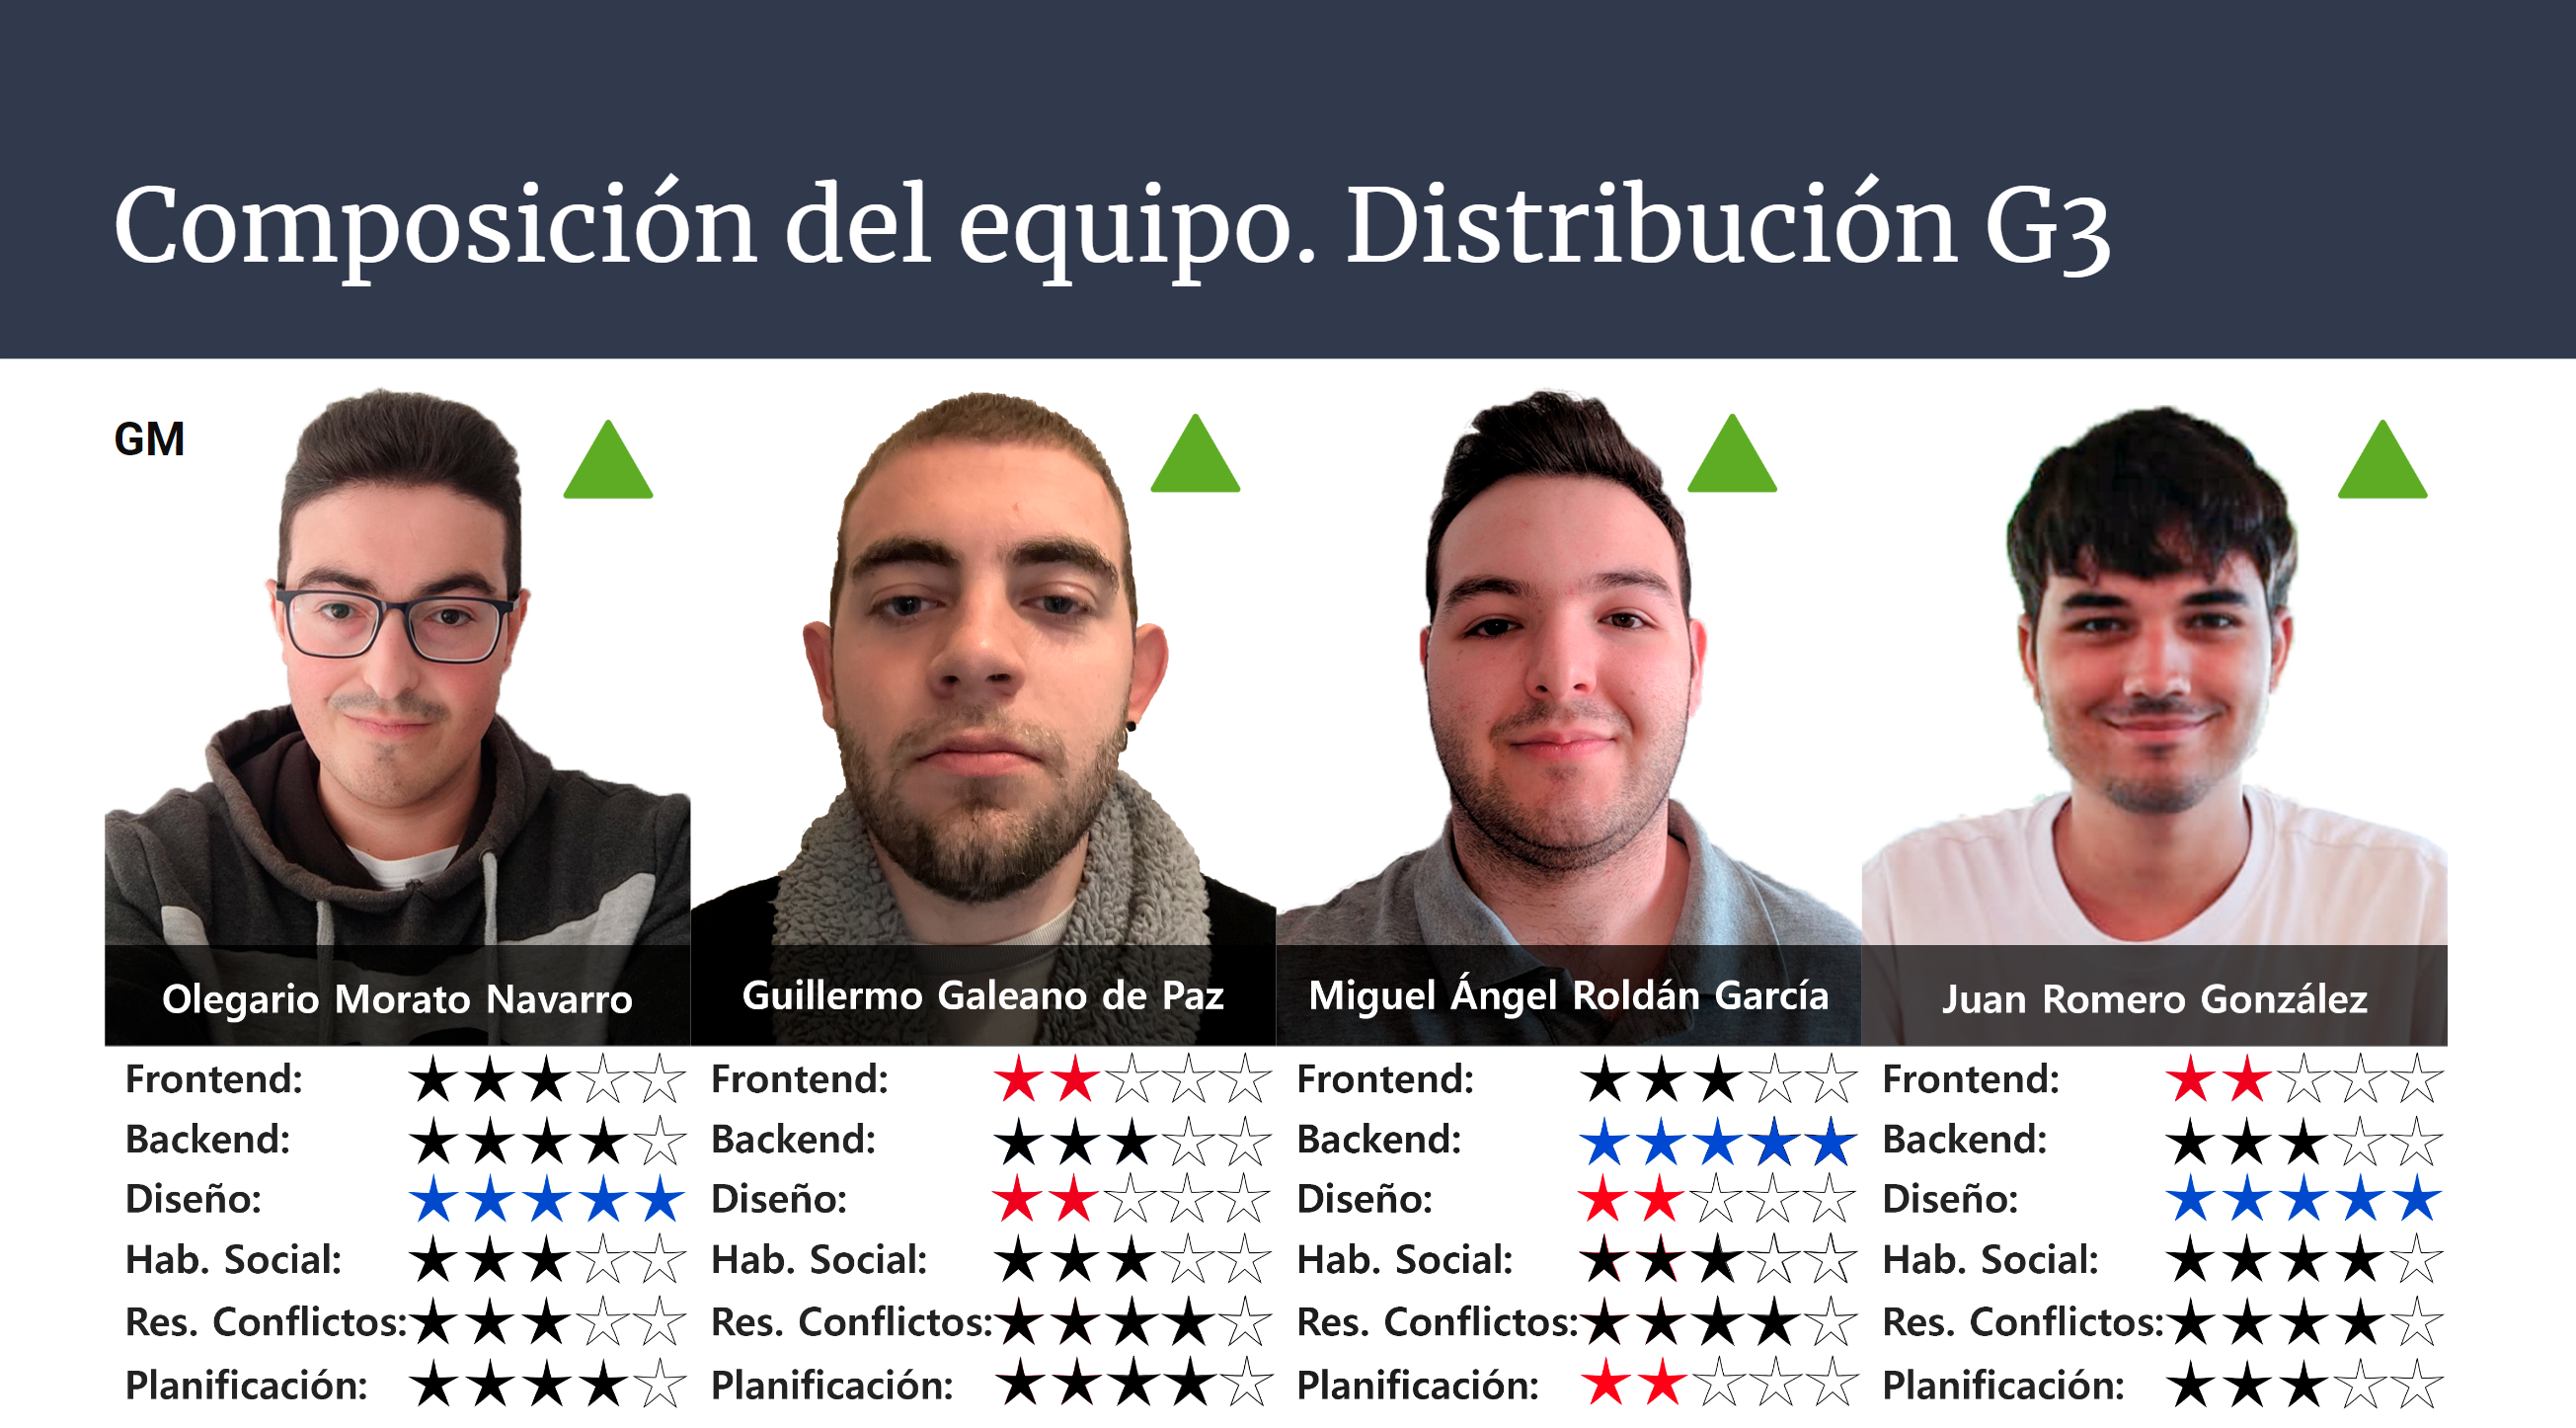 Composición del equipo. Distribución G3
GM
Olegario Morato Navarro
Frontend:
Backend:
Diseño:
Hab. Social:
Res. Conflictos:
Planificación:
Guillermo Galeano de Paz
Frontend:
Backend:
Diseño:
Hab. Social:
Res. Conflictos:
Planificación:
Miguel Ángel Roldán García
Frontend:
Backend:
Diseño:
Hab. Social:
Res. Conflictos:
Planificación:
Juan Romero González
Frontend:
Backend:
Diseño:
Hab. Social:
Res. Conflictos:
Planificación: